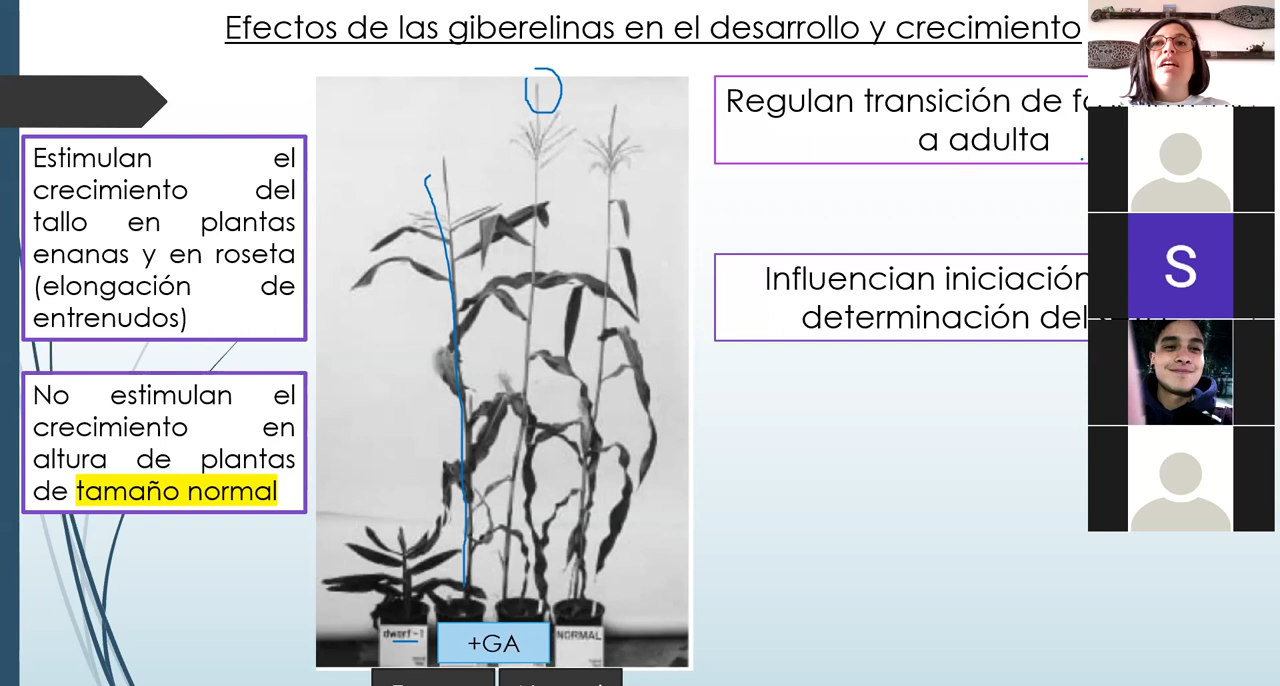 Efectos de las giberelinas en el desarrollo y crecimiento
Estimulan el
crecimiento del
tallo en plantas
enanas y en roseta
(elongación de
entrenudos)
No estimulan el
crecimiento en
altura de plantas
de tamaño normal
dwarf-1
+GA
NORMAL
Regulan transición de
a adulta
Influencian iniciación
determinación del
S